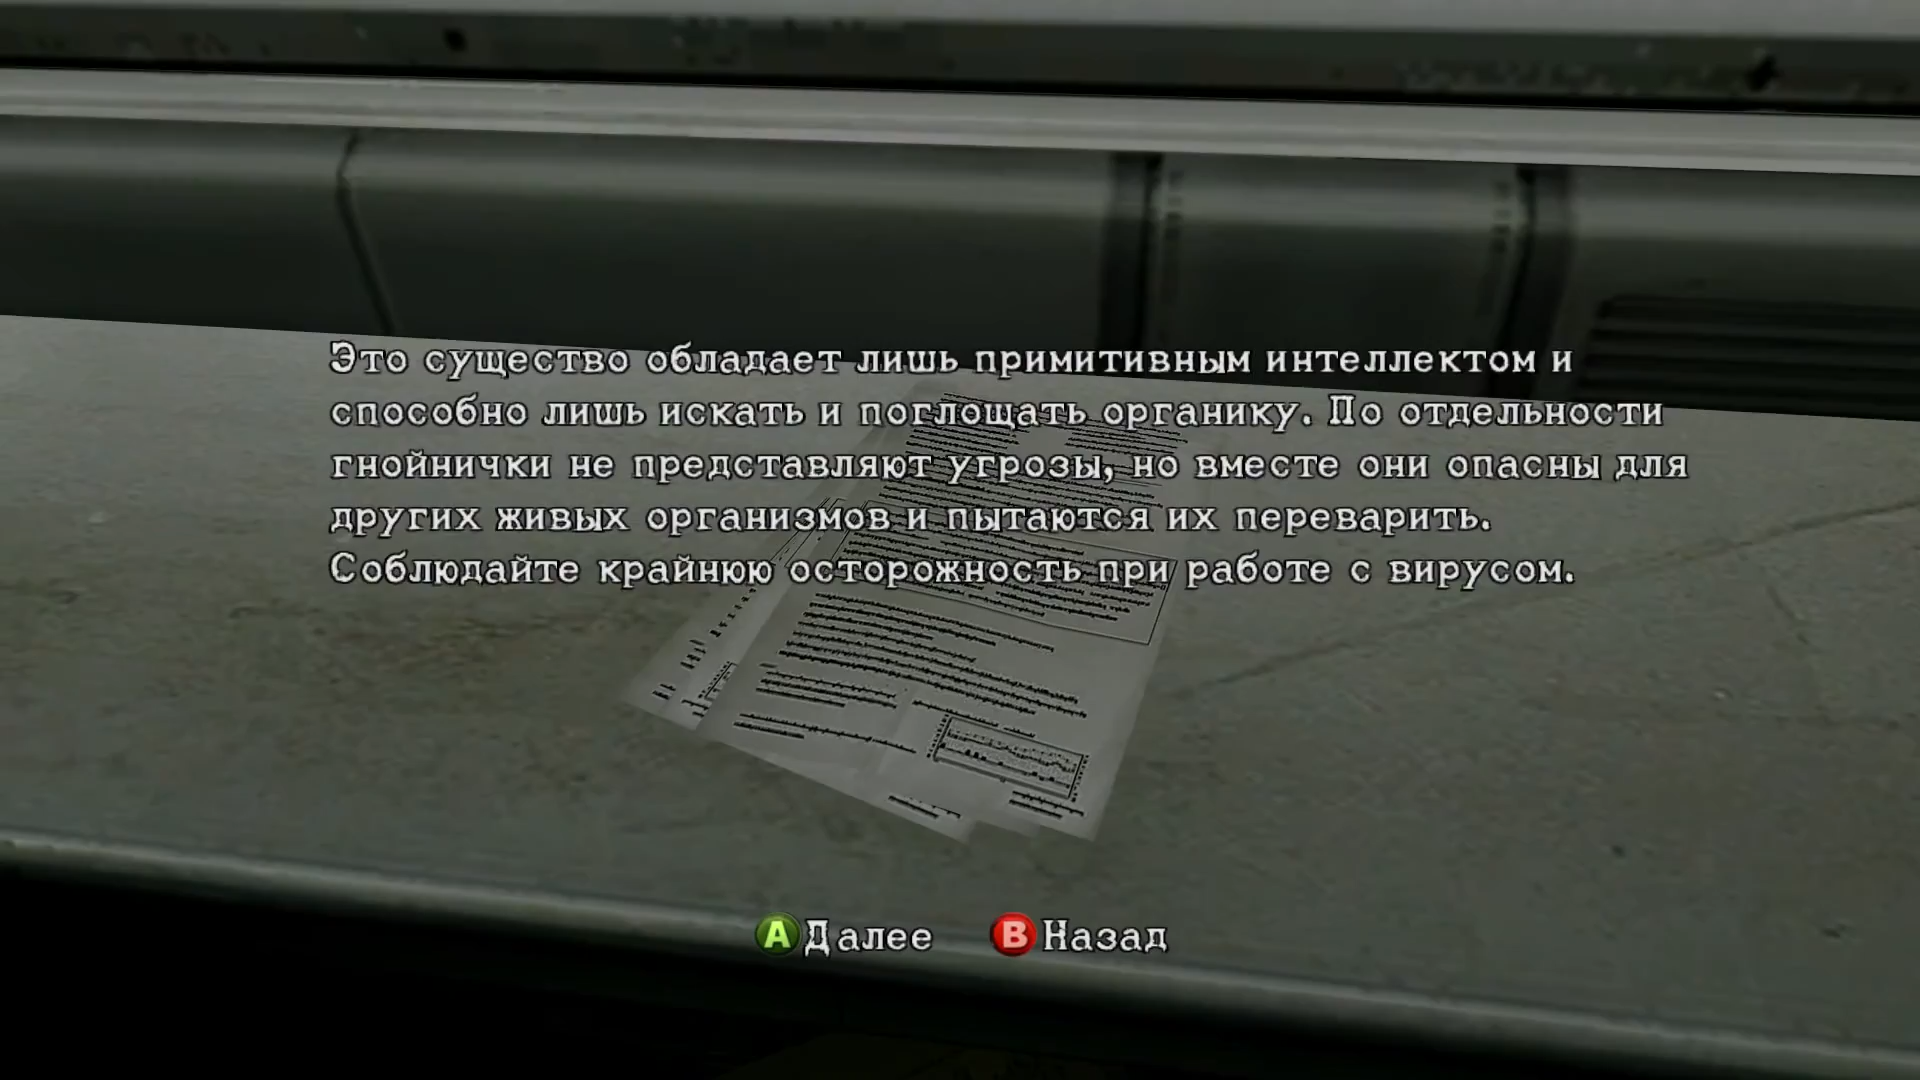 Это существо обладает лишь примитивным интеллектом и
способно лишь искать и поглощать органику. По отдельности
гнойнички не представляют угрозы, но вместе они опасны для
других живых организмов и пытаются их переварить.
Соблюдайте крайнюю осторожность при работе с вирусом.
A Далее B Назад